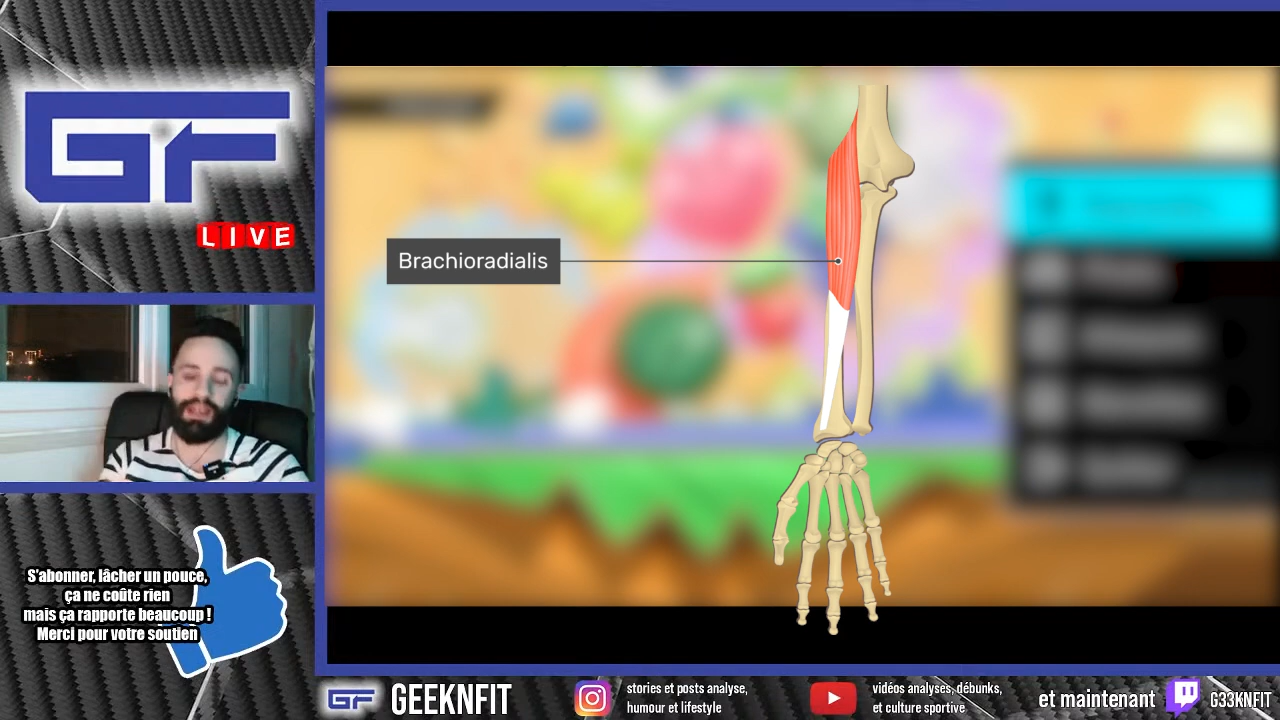 GF
LIVE
Brachioradialis
S'abonner, lâcher un pouce,
ça ne coûte rien
mais ça rapporte beaucoup !
Merci pour votre soutien
GF GEEKNFIT
stories et posts analyse,
humour et lifestyle
vidéos analyses, débunks,
et culture sportive
et maintenant
G33KNFIT